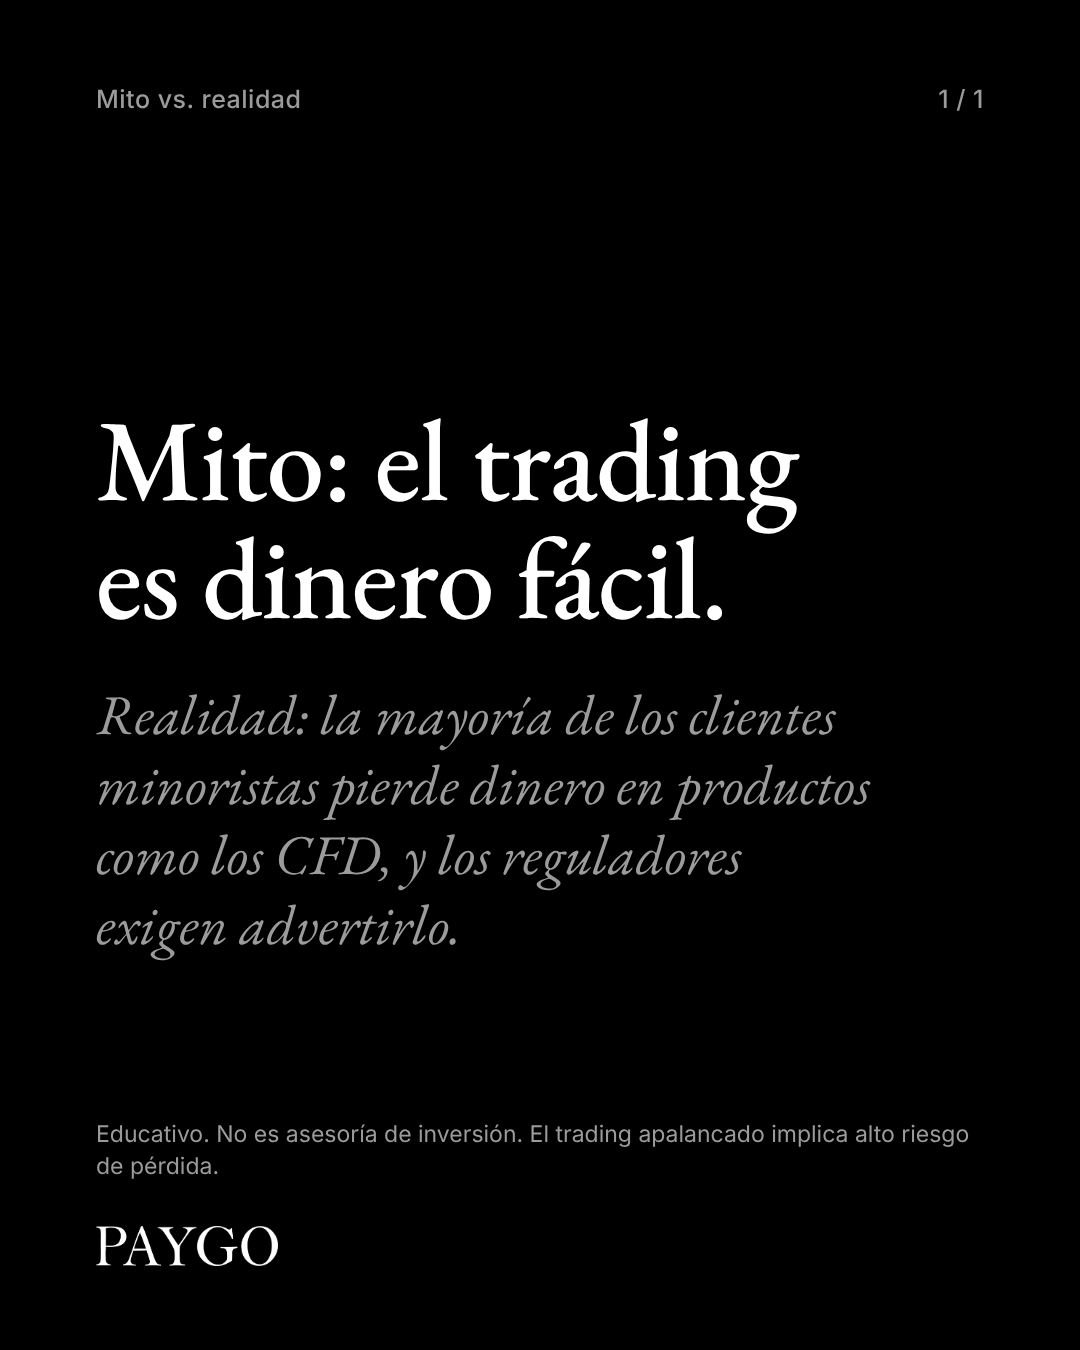 Mito vs. realidad
1 / 1
Mito: el trading
es dinero fácil.
Realidad: la mayoría de los clientes
minoristas pierde dinero en productos
como los CFD, y los reguladores
exigen advertirlo.
Educativo. No es asesoría de inversión. El trading apalancado implica alto riesgo
de pérdida.
PAYGO